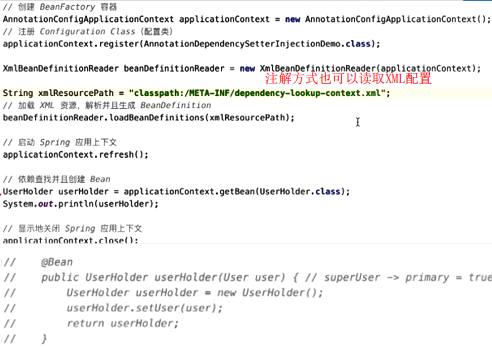 // 创建 BeanFactory 容器
AnnotationConfigApplicationContext applicationContext = new AnnotationConfigApplicationContext();
// 注册 Configuration Class（配置类）
applicationContext.register(AnnotationDependencySetterInjectionDemo.class);
XmlBeanDefinitionReader beanDefinitionReader = new XmlBeanDefinitionReader(applicationContext);
注解方式也可以读取XML配置
String xmlResourcePath = "classpath:/META-INF/dependency-lookup-context.xml";
// 加载 XML 资源，解析并且生成 BeanDefinition
beanDefinitionReader.loadBeanDefinitions(xmlResourcePath);
// 启动 Spring 应用上下文
applicationContext.refresh();
// 依赖查找并且创建 Bean
UserHolder userHolder = applicationContext.getBean(UserHolder.class);
System.out.println(userHolder);
// 显示地关闭 Spring 应用上下文
applicationContext.close();
// @Bean
// public UserHolder userHolder(User user) { // superUser -> primary = true
// UserHolder userHolder = new UserHolder();
// userHolder.setUser(user);
// return userHolder;
// }